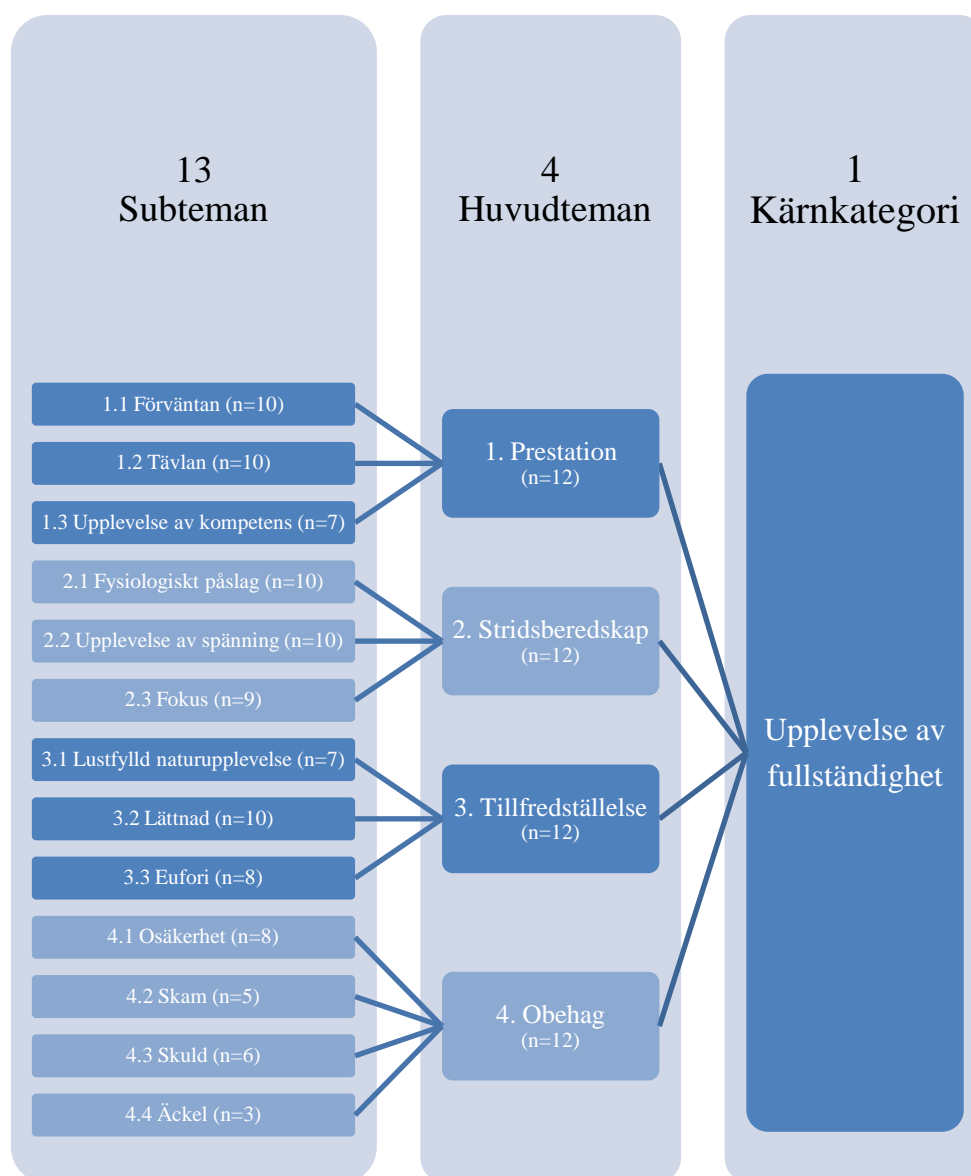 13
Subteman
1.1 Förväntan (n=10)
1.2 Tävlan (n=10)
1.3 Upplevelse av kompetens (n=7)
2.1 Fysiologiskt påslag (n=10)
2.2 Upplevelse av spänning (n=10)
2.3 Fokus (n=9)
3.1 Lustfylld naturupplevelse (n=7)
3.2 Lättnad (n=10)
3.3 Eufori (n=8)
4.1 Osäkerhet (n=8)
4.2 Skam (n=5)
4.3 Skuld (n=6)
4.4 Äckel (n=3)
4
Huvudteman
1. Prestation
(n=12)
2. Stridsberedskap
(n=12)
3. Tillfredställelse
(n=12)
4. Obehag
(n=12)
1
Kärnkategori
Upplevelse av
fullständighet